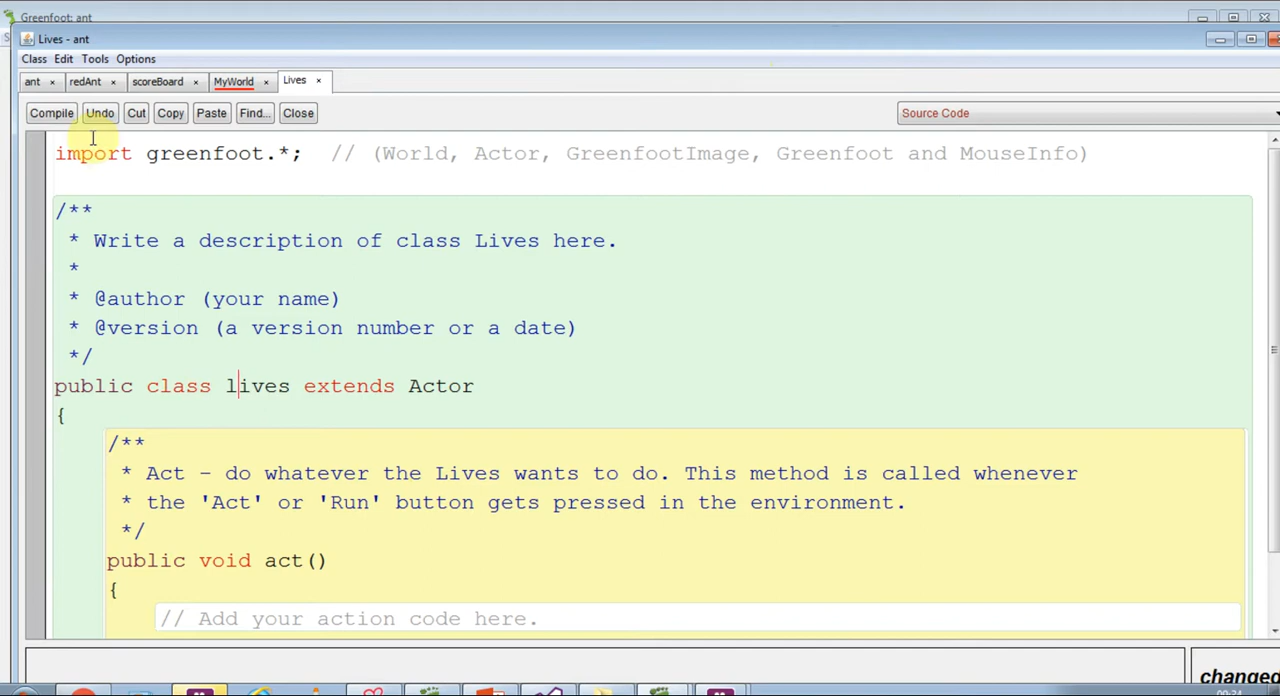 Greenfoot: ant
Lives - ant
Class Edit Tools Options
ant × redAnt × scoreBoard × MyWorld × Lives ×
Compile Undo Cut Copy Paste Find... Close Source Code
import greenfoot.*; // (World, Actor, GreenfootImage, Greenfoot and MouseInfo)
/**
* Write a description of class Lives here.
*
* @author (your name)
* @version (a version number or a date)
*/
public class lives extends Actor
{
/**
* Act - do whatever the Lives wants to do. This method is called whenever
* the 'Act' or 'Run' button gets pressed in the environment.
*/
public void act()
{
// Add your action code here.
changed